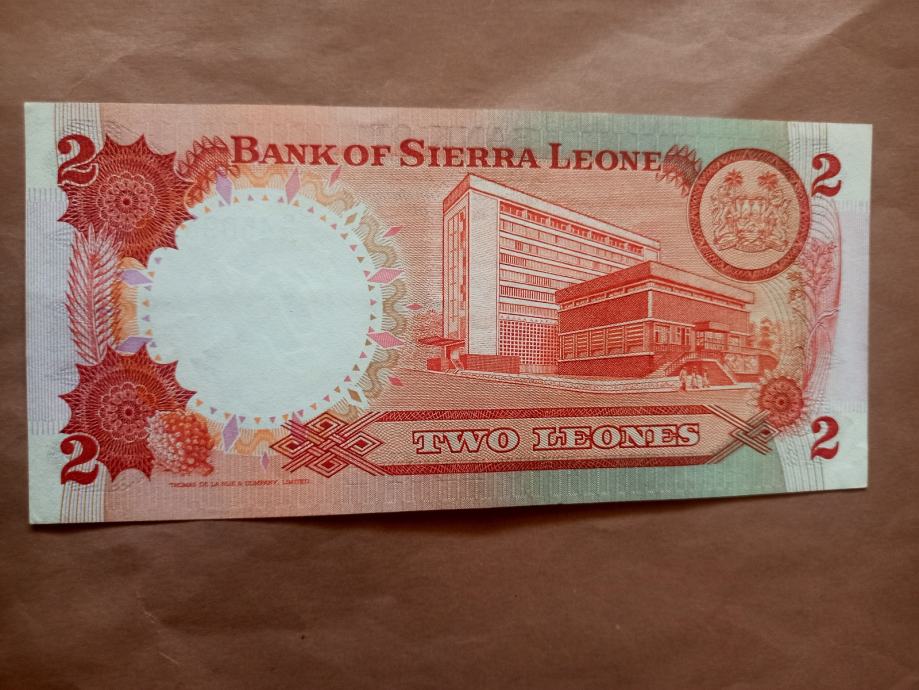 2
BANK OF SIERRA LEONE
2
TWO LEONES
2
2
THOMAS DE LA RUE & COMPANY, LIMITED.